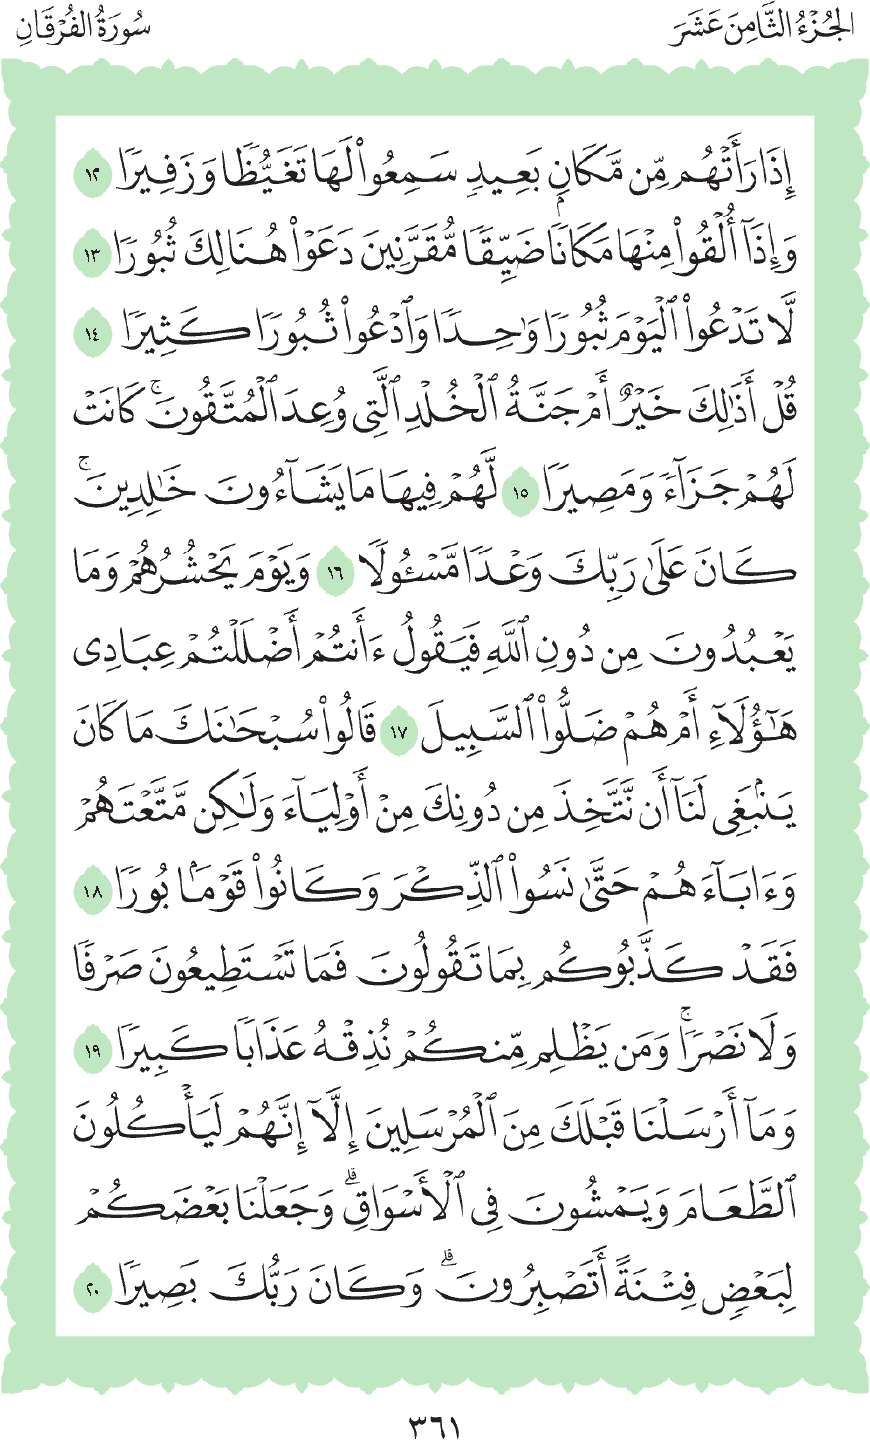 الجُزْءُ الثَّامِنَ عَشَرَ
سُورَةُ الفُرْقَانِ
إِذَا رَأَتْهُم مِّن مَّكَانِۭ بَعِيدٖ سَمِعُواْ لَهَا تَغَيُّظٗا وَزَفِيرٗا ١٢
وَإِذَآ أُلۡقُواْ مِنۡهَا مَكَانٗا ضَيِّقٗا مُّقَرَّنِينَ دَعَوۡاْ هُنَالِكَ ثُبُورٗا ١٣
لَّا تَدۡعُواْ ٱلۡيَوۡمَ ثُبُورٗا وَٰحِدٗا وَٱدۡعُواْ ثُبُورٗا كَثِيرٗا ١٤
قُلۡ أَذَٰلِكَ خَيۡرٌ أَمۡ جَنَّةُ ٱلۡخُلۡدِ ٱلَّتِي وُعِدَ ٱلۡمُتَّقُونَۚ كَانَتۡ
لَهُمۡ جَزَآءٗ وَمَصِيرٗا ١٥ لَّهُمۡ فِيهَا مَا يَشَآءُونَ خَٰلِدِينَۚ
كَانَ عَلَىٰ رَبِّكَ وَعۡدٗا مَّسۡـُٔولٗا ١٦ وَيَوۡمَ يَحۡشُرُهُمۡ وَمَا
يَعۡبُدُونَ مِن دُونِ ٱللَّهِ فَيَقُولُ ءَأَنتُمۡ أَضۡلَلۡتُمۡ عِبَادِي
هَٰٓؤُلَآءِ أَمۡ هُمۡ ضَلُّواْ ٱلسَّبِيلَ ١٧ قَالُواْ سُبۡحَٰنَكَ مَا كَانَ
يَنۢبَغِي لَنَآ أَن نَّتَّخِذَ مِن دُونِكَ مِنۡ أَوۡلِيَآءَ وَلَٰكِن مَّتَّعۡتَهُمۡ
وَءَابَآءَهُمۡ حَتَّىٰ نَسُواْ ٱلذِّكۡرَ وَكَانُواْ قَوۡمَۢا بُورٗا ١٨
فَقَدۡ كَذَّبُوكُم بِمَا تَقُولُونَ فَمَا تَسۡتَطِيعُونَ صَرۡفٗا
وَلَا نَصۡرٗاۚ وَمَن يَظۡلِم مِّنكُمۡ نُذِقۡهُ عَذَابٗا كَبِيرٗا ١٩
وَمَآ أَرۡسَلۡنَا قَبۡلَكَ مِنَ ٱلۡمُرۡسَلِينَ إِلَّآ إِنَّهُمۡ لَيَأۡكُلُونَ
ٱلطَّعَامَ وَيَمۡشُونَ فِي ٱلۡأَسۡوَاقِۗ وَجَعَلۡنَا بَعۡضَكُمۡ
لِبَعۡضٖ فِتۡنَةً أَتَصۡبِرُونَۗ وَكَانَ رَبُّكَ بَصِيرٗا ٢٠
٣٦١